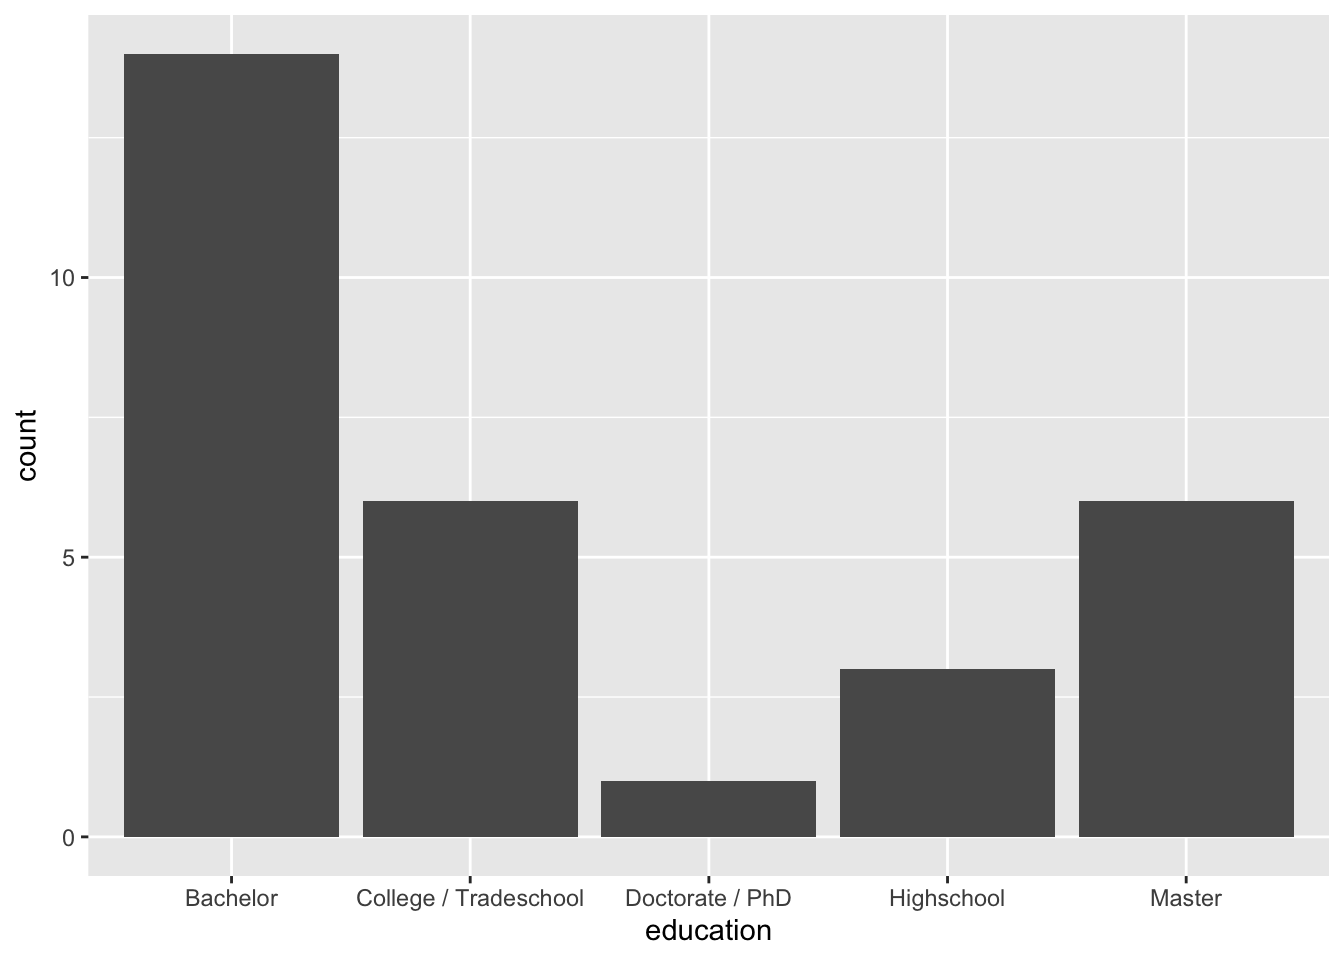 count
10
5
0
Bachelor
College / Tradeschool
Doctorate / PhD
Highschool
Master
education